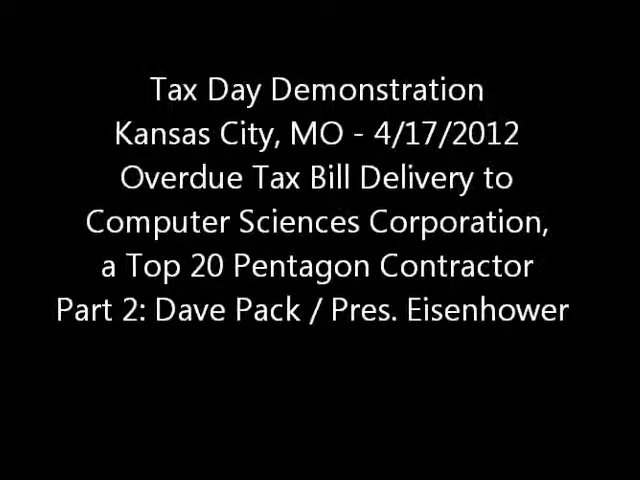 Tax Day Demonstration
Kansas City, MO - 4/17/2012
Overdue Tax Bill Delivery to
Computer Sciences Corporation,
a Top 20 Pentagon Contractor
Part 2: Dave Pack / Pres. Eisenhower